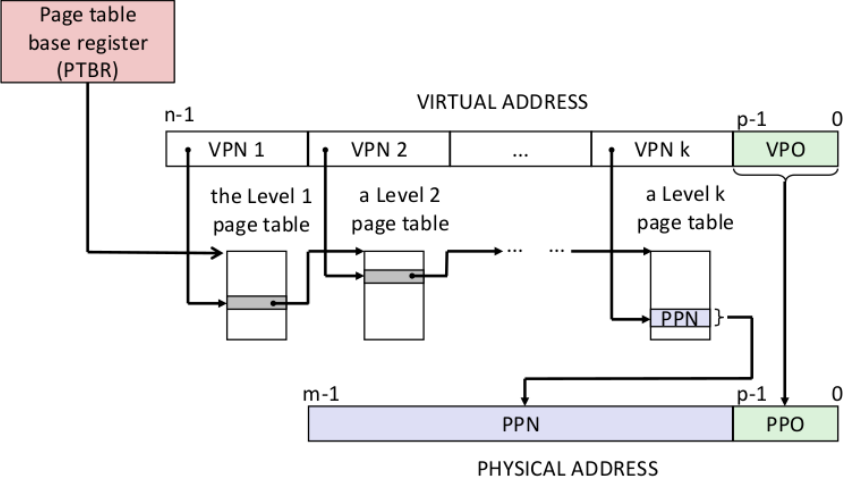 Page table
base register
(PTBR)
VIRTUAL ADDRESS
n-1
p-1
0
VPN 1
VPN 2
...
VPN k
VPO
the Level 1
page table
a Level 2
page table
a Level k
page table
...
...
PPN
m-1
p-1
0
PPN
PPO
PHYSICAL ADDRESS